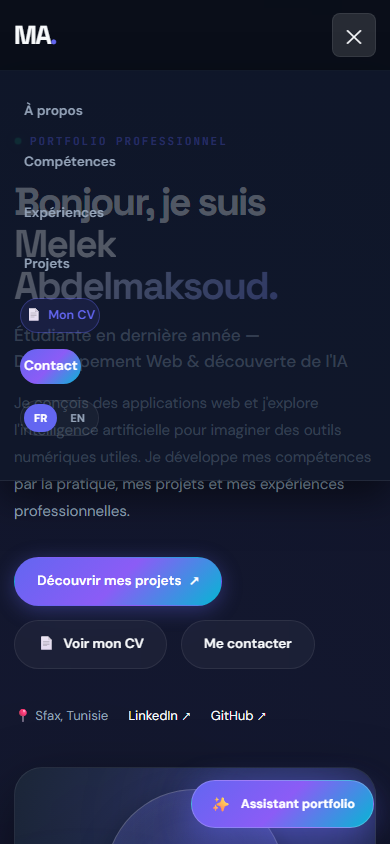 MA.
À propos
PORTFOLIO PROFESSIONNEL
Compétences
Bonjour, je suis
Expériences
Melek
Projets
Abdelmaksoud.
Mon CV
Étudiante en dernière année —
Contact
Web & découverte de l'IA
Je conçois des applications web et j'explore
FR EN
l'intelligence artificielle pour imaginer des outils
numériques utiles. Je développe mes compétences
par la pratique, mes projets et mes expériences
professionnelles.
Découvrir mes projets ↗
Voir mon CV
Me contacter
Sfax, Tunisie LinkedIn ↗ GitHub ↗
Assistant portfolio